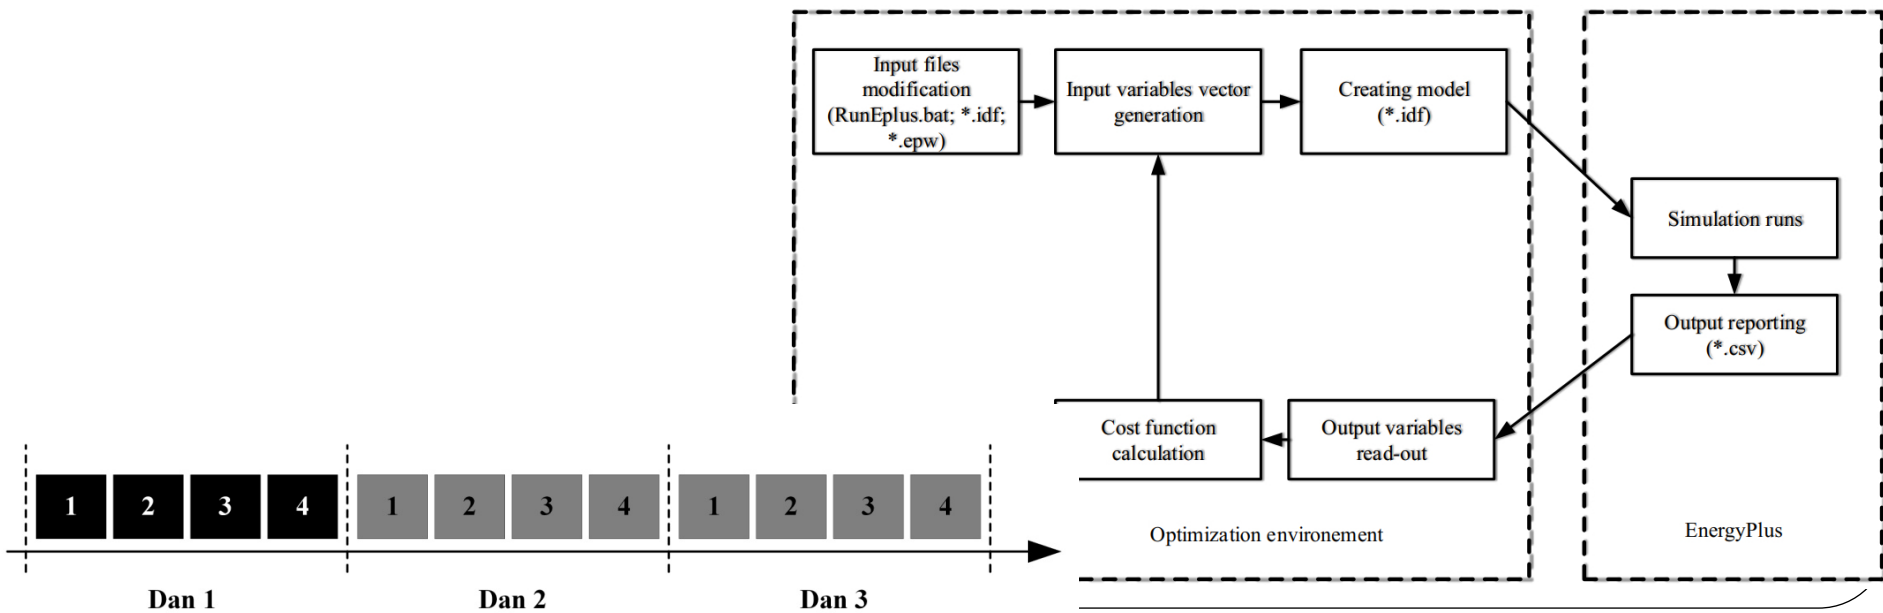 Input files
modification
(RunEplus.bat; *.idf;
*.epw)
Input variables vector
generation
Creating model
(*.idf)
Simulation runs
Output reporting
(*.csv)
Cost function
calculation
Output variables
read-out
Optimization environement
EnergyPlus
1 2 3 4 1 2 3 4 1 2 3 4
Dan 1 Dan 2 Dan 3